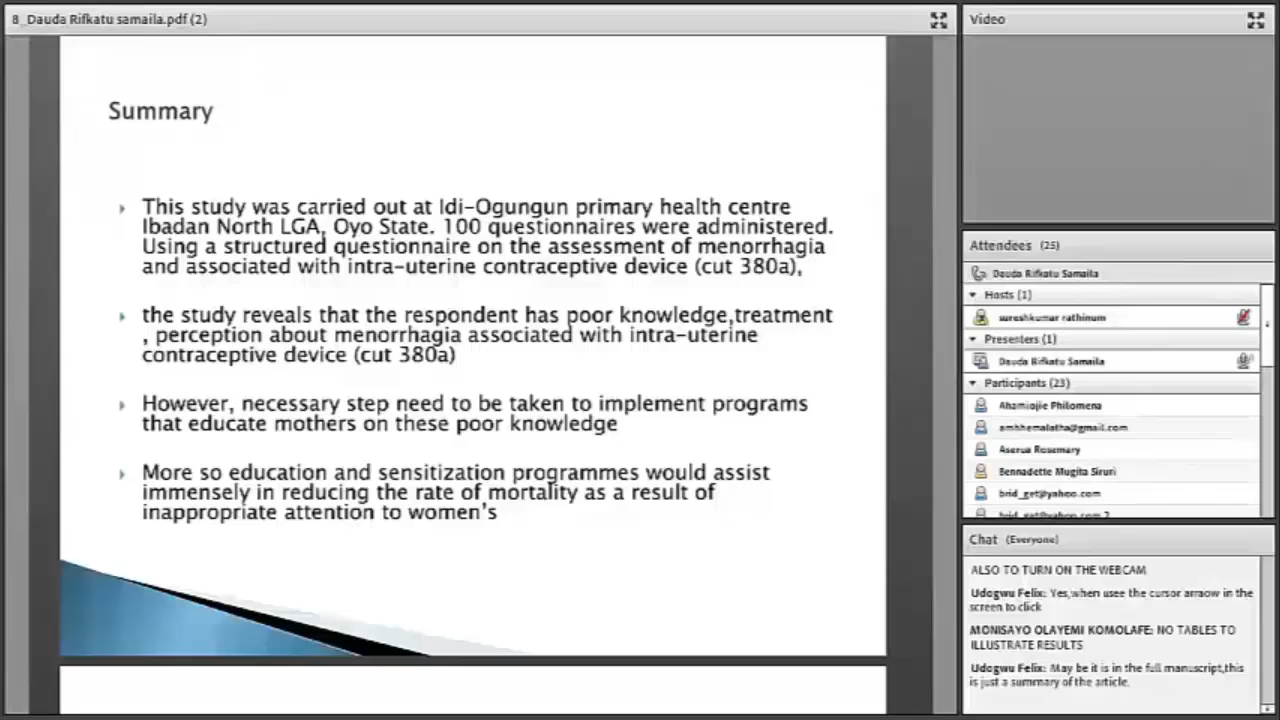 8_Dauda Rifkatu samaila.pdf (2)
Summary
This study was carried out at Idi-Ogungun primary health centre
Ibadan North LGA, Oyo State. 100 questionnaires were administered.
Using a structured questionnaire on the assessment of menorrhagia
and associated with intra-uterine contraceptive device (cut 380a),
the study reveals that the respondent has poor knowledge,treatment
, perception about menorrhagia associated with intra-uterine
contraceptive device (cut 380a)
However, necessary step need to be taken to implement programs
that educate mothers on these poor knowledge
More so education and sensitization programmes would assist
immensely in reducing the rate of mortality as a result of
inappropriate attention to women's
Video
Attendees (25)
Dauda Rifkatu Samaila
Hosts (1)
sureshkumar rathinum
Presenters (1)
Dauda Rifkatu Samaila
Participants (23)
Ahamiojie Philomena
amhhemalatha@gmail.com
Aserua Rosemary
Bennadette Mugita Siruri
brid_get@yahoo.com
brid_get@yahoo.com 2
Chat (Everyone)
ALSO TO TURN ON THE WEBCAM
Udogwu Felix: Yes,when usee the cursor arraow in the
screen to click
MONISAYO OLAYEMI KOMOLAFE: NO TABLES TO
ILLUSTRATE RESULTS
Udogwu Felix: May be it is in the full manuscript,this
is just a summary of the article.